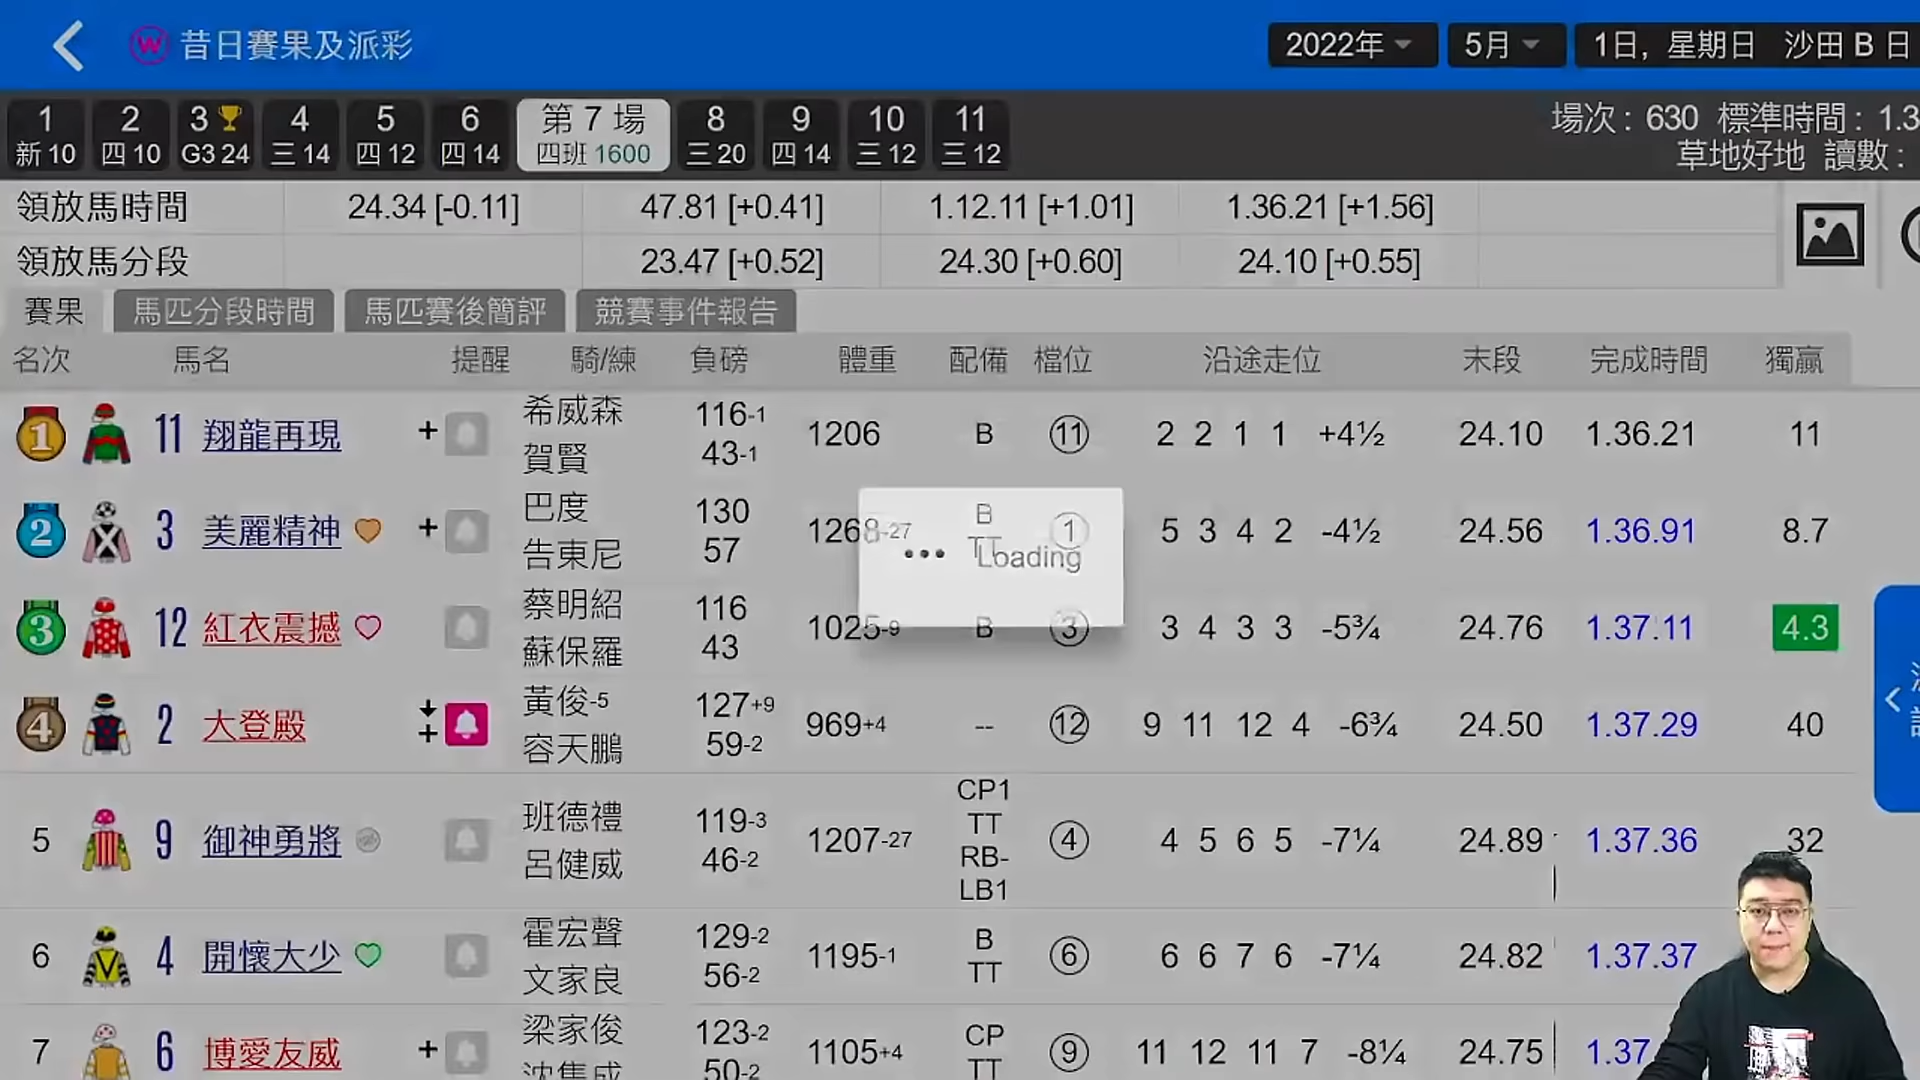 昔日賽果及派彩 2022年 5月 1日, 星期日 沙田 B 日
1 2 3 4 5 6 第 7 場 8 9 10 11
新 10 四 10 G3 24 三 14 四 12 四 14 四班 1600 三 20 四 14 三 12 三 12
場次 : 630 標準時間 : 1.3
草地好地 讀數 :
領放馬時間 24.34 [-0.11] 47.81 [+0.41] 1.12.11 [+1.01] 1.36.21 [+1.56]
領放馬分段 23.47 [+0.52] 24.30 [+0.60] 24.10 [+0.55]
賽果 馬匹分段時間 馬匹賽後簡評 競賽事件報告
名次 馬名 提醒 騎/練 負磅 體重 配備 檔位 沿途走位 末段 完成時間 獨贏
1 11 翔龍再現 + 希威森 116-1 1206 B 11 2 2 1 1 +4½ 24.10 1.36.21 11
賀賢 43-1
2 3 美麗精神 + 巴度 130 1268-27 B 1 5 3 4 2 -4½ 24.56 1.36.91 8.7
告東尼 57 TT
Loading
3 12 紅衣震撼 蔡明紹 116 1025-9 B 3 3 4 3 3 -5¾ 24.76 1.37.11 4.3
蘇保羅 43
4 2 大登殿 + 黃俊-5 127+9 969+4 -- 12 9 11 12 4 -6¾ 24.50 1.37.29 40
容天鵬 59-2
5 9 御神勇將 班德禮 119-3 1207-27 CP1 4 4 5 6 5 -7¼ 24.89 1.37.36 32
呂健威 46-2 TT
RB-
LB1
6 4 開懷大少 霍宏聲 129-2 1195-1 B 6 6 6 7 6 -7¼ 24.82 1.37.37
文家良 56-2 TT
7 6 博愛友威 + 梁家俊 123-2 1105+4 CP 9 11 12 11 7 -8¼ 24.75 1.37.
沈集成 50-2 TT